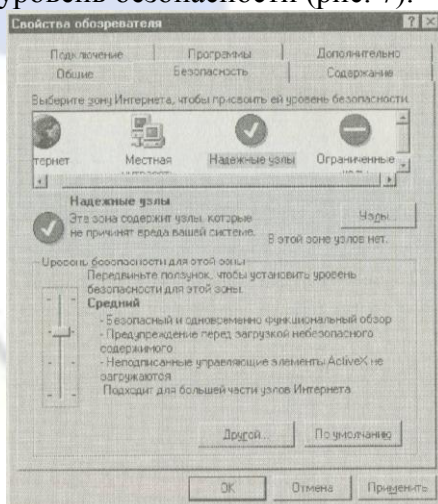 уровень безопасности (рис. 7).
Свойства обозревателя
Подключение Программы Дополнительно
Общие Безопасность Содержание
Выберите зону Интернета, чтобы присвоить ей уровень безопасности
тернет Местная Надежные узлы Ограниченные
Надежные узлы
Эта зона содержит узлы, которые
не причинят вреда вашей системе.
Узлы...
В этой зоне узлов нет.
Уровень безопасности для этой зоны
Передвиньте ползунок, чтобы установить уровень
безопасности для этой зоны.
Средний
- Безопасный и одновременно функциональный обзор
- Предупреждение перед загрузкой небезопасного
содержимого
- Неподписанные управляющие элементы ActiveX не
загружаются
Подходит для большей части узлов Интернета
Другой... По умолчанию
OK Отмена Применить